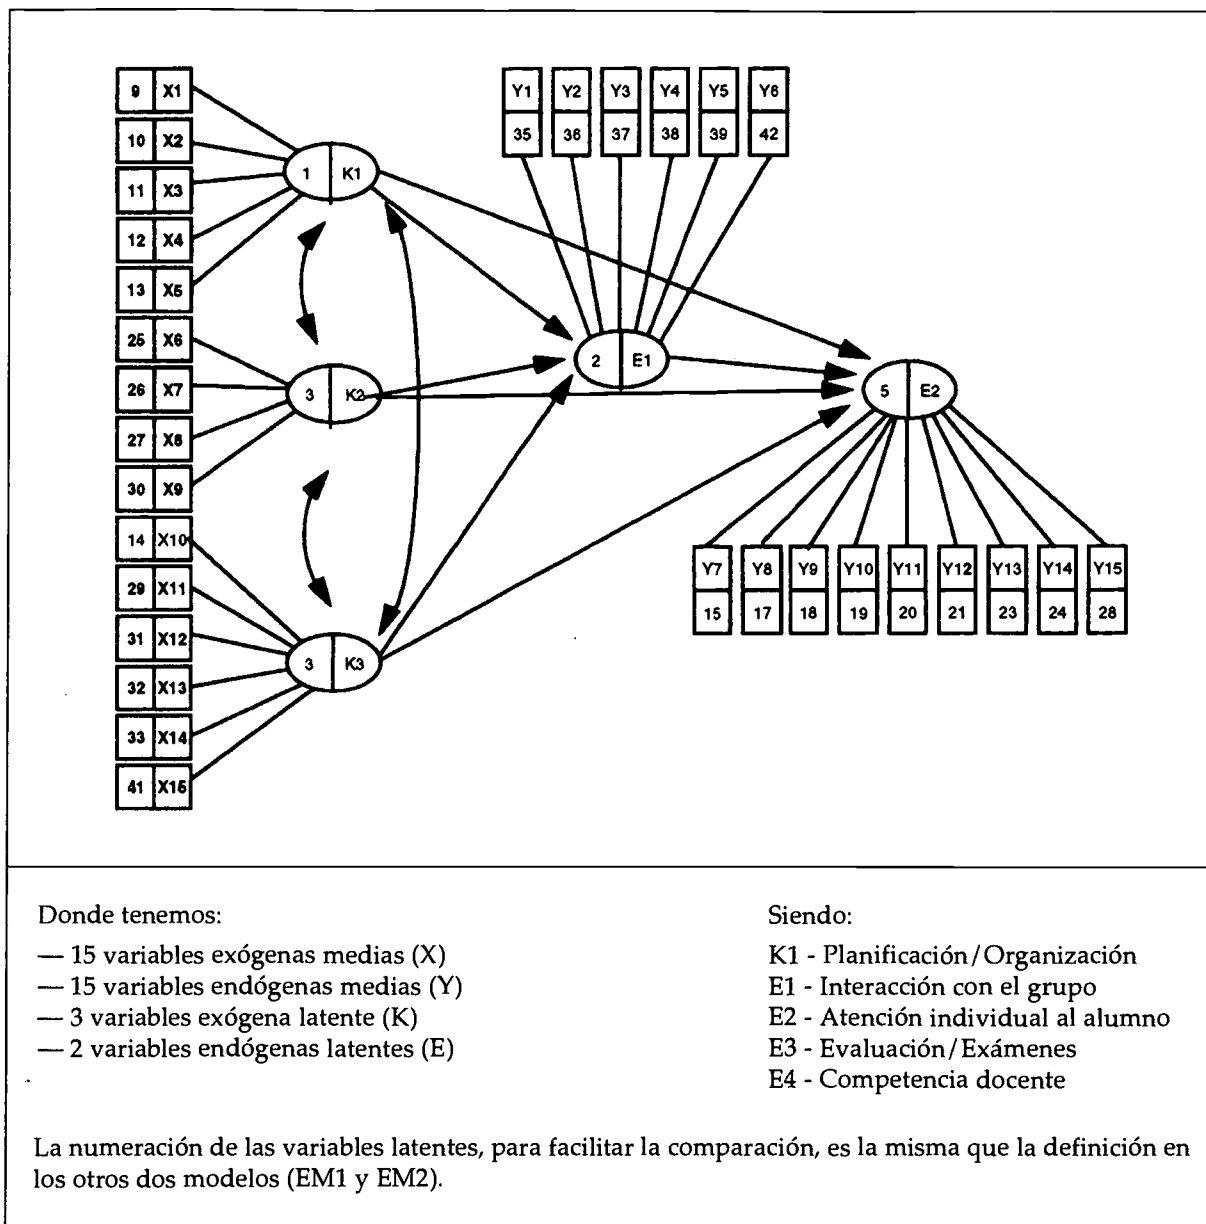 9 X1
10 X2
11 X3
12 X4
13 X5
25 X6
26 X7
27 X8
30 X9
14 X10
29 X11
31 X12
32 X13
33 X14
41 X15
1 K1
3 K2
3 K3
Y1 Y2 Y3 Y4 Y5 Y6
35 36 37 38 39 42
2 E1
5 E2
Y7 Y8 Y9 Y10 Y11 Y12 Y13 Y14 Y15
15 17 18 19 20 21 23 24 28
Donde tenemos:
— 15 variables exógenas medias (X)
— 15 variables endógenas medias (Y)
— 3 variables exógena latente (K)
— 2 variables endógenas latentes (E)
Siendo:
K1 - Planificación/Organización
E1 - Interacción con el grupo
E2 - Atención individual al alumno
E3 - Evaluación/Exámenes
E4 - Competencia docente
La numeración de las variables latentes, para facilitar la comparación, es la misma que la definición en
los otros dos modelos (EM1 y EM2).